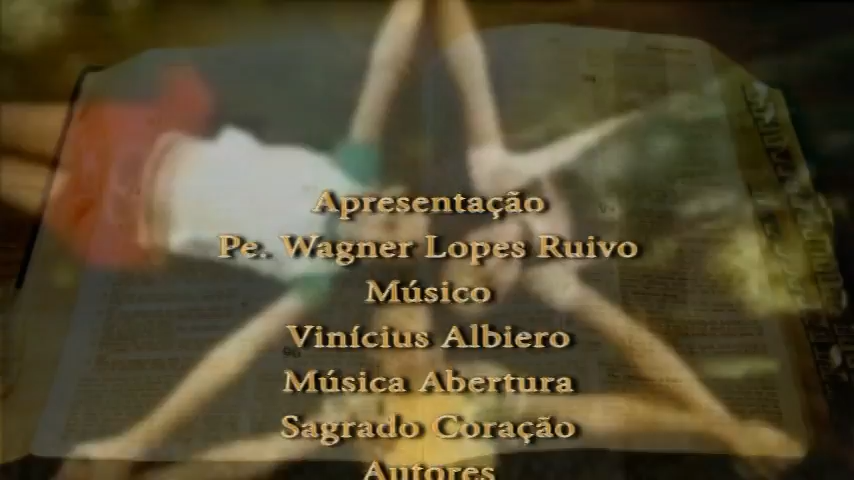 Apresentação
Pe. Wagner Lopes Ruivo
Músico
Vinícius Albiero
Música Abertura
Sagrado Coração
Autores